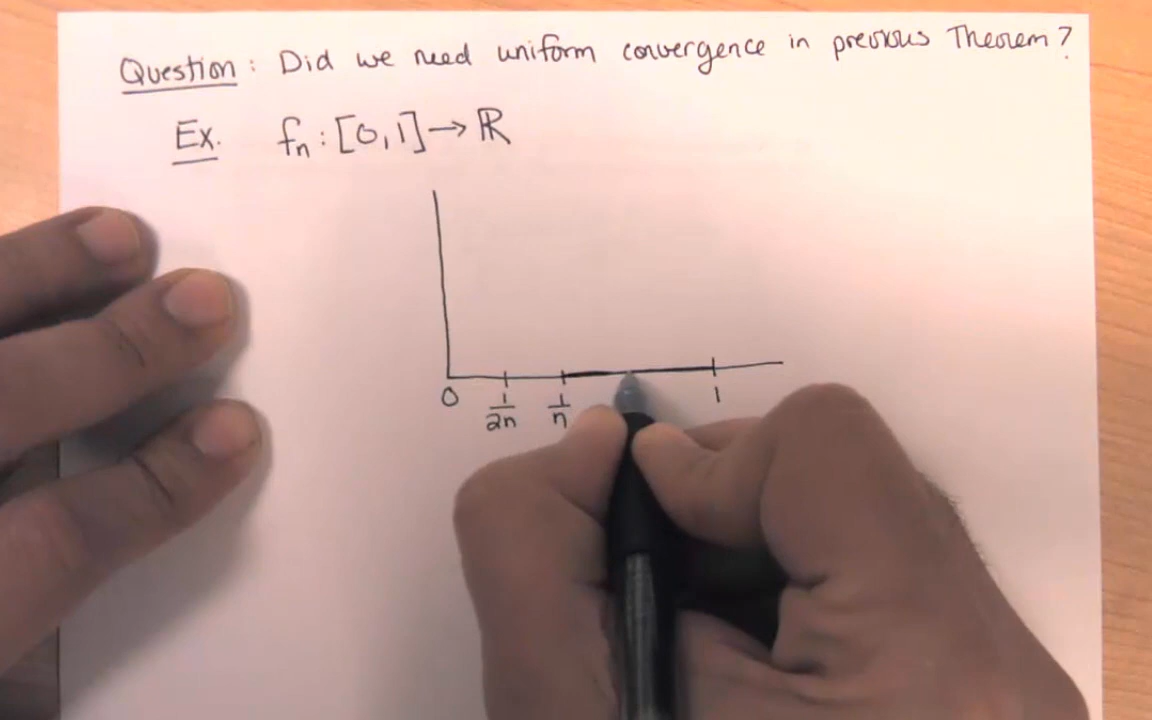 Question: Did we need uniform convergence in previous Theorem?
Ex. fn: [0,1] → ℝ
0 1/2n 1/n 1